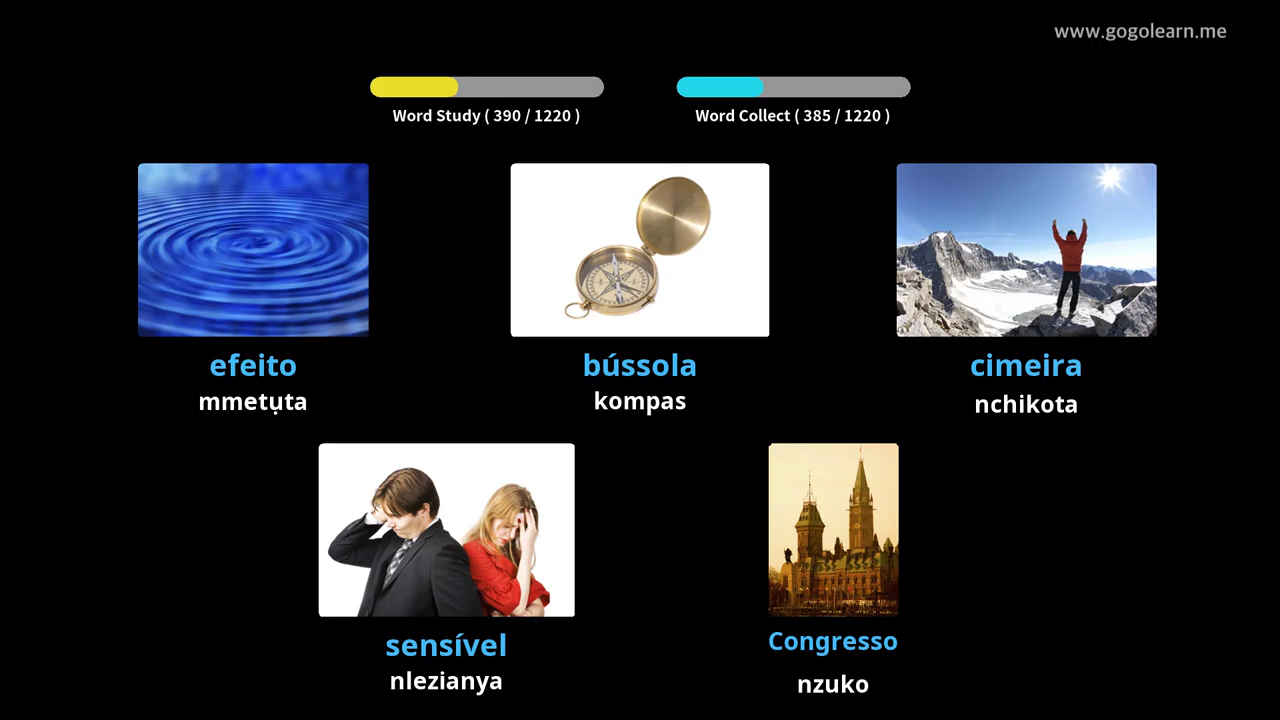 www.gogolearn.me
Word Study ( 390 / 1220 )
Word Collect ( 385 / 1220 )
efeito
mmetụta
bússola
kompas
cimeira
nchikota
sensível
nlezianya
Congresso
nzuko